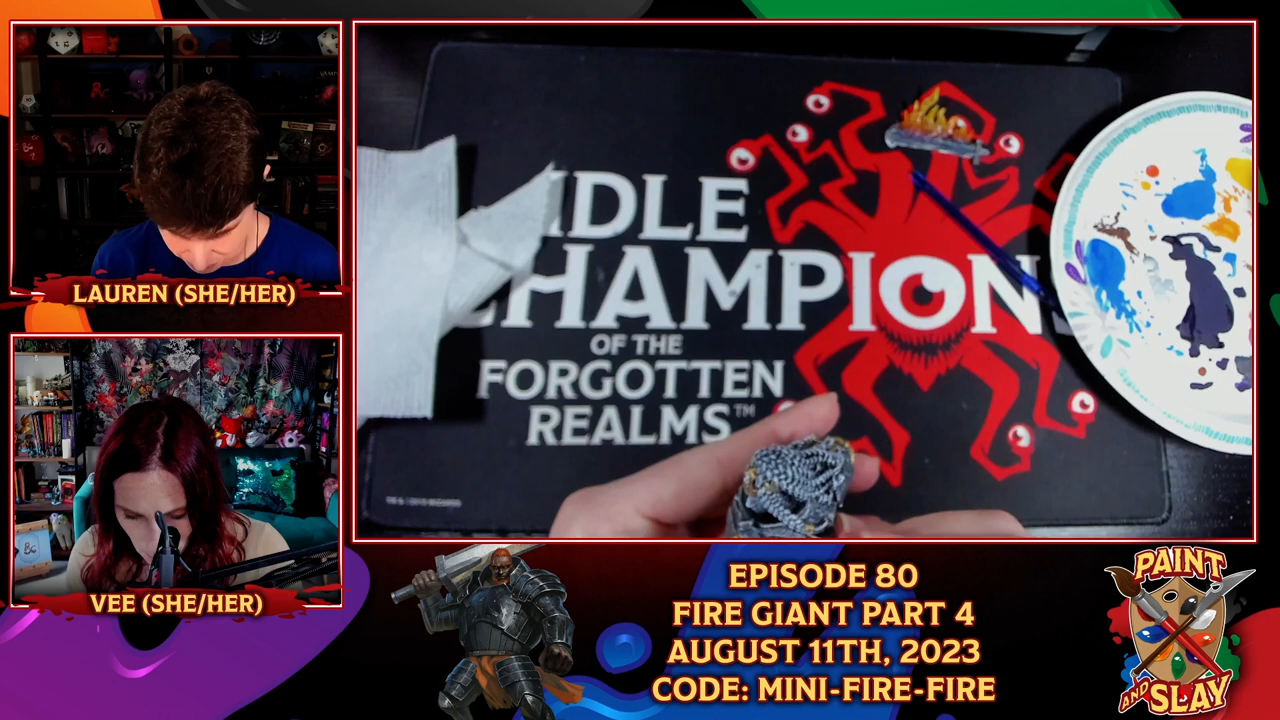 LAUREN (SHE/HER)
VEE (SHE/HER)
IDLE
CHAMPIONS
OF THE
FORGOTTEN
REALMS™
EPISODE 80
FIRE GIANT PART 4
AUGUST 11TH, 2023
CODE: MINI-FIRE-FIRE
PAINT
AND SLAY